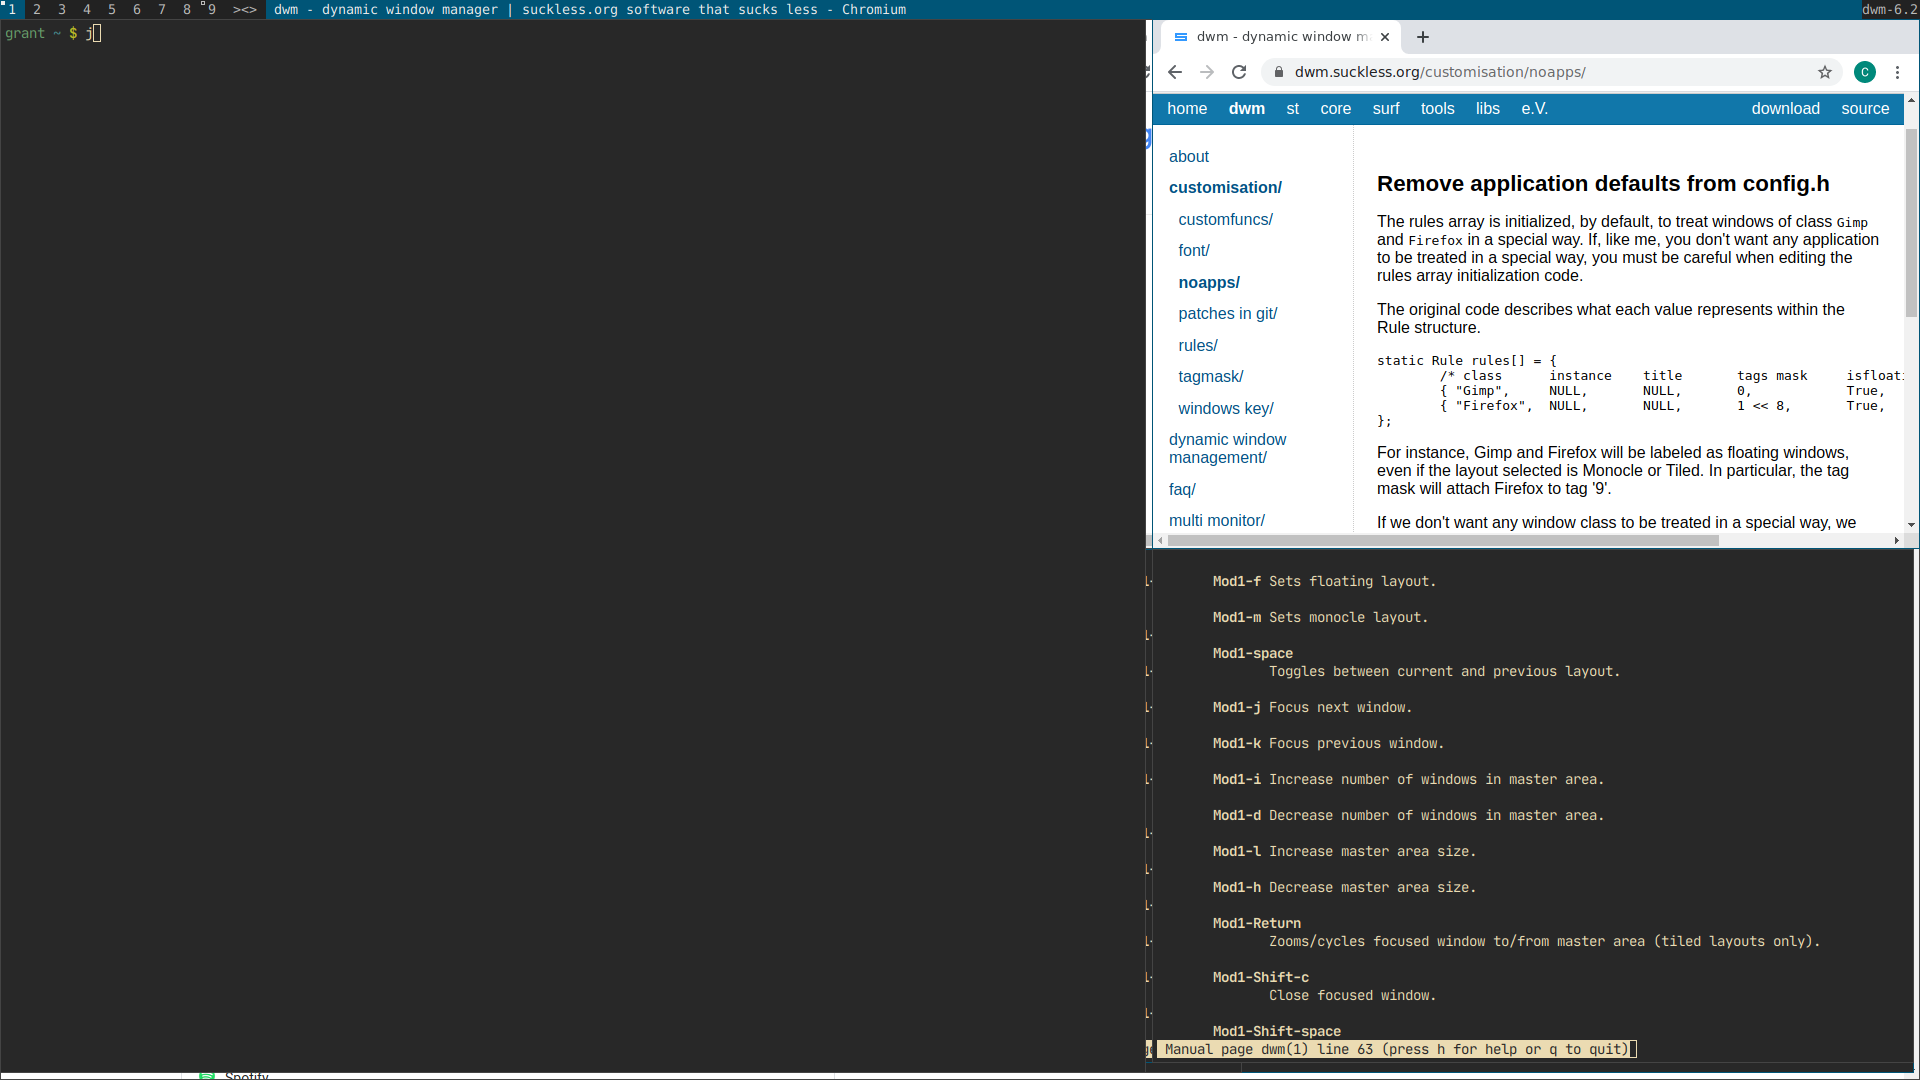 1 2 3 4 5 6 7 8 9 ><> dwm - dynamic window manager | suckless.org software that sucks less - Chromium dwm-6.2
grant ~ $ j
dwm - dynamic window m
dwm.suckless.org/customisation/noapps/
C
home dwm st core surf tools libs e.V. download source
about
customisation/
customfuncs/
font/
noapps/
patches in git/
rules/
tagmask/
windows key/
dynamic window
management/
faq/
multi monitor/
Remove application defaults from config.h
The rules array is initialized, by default, to treat windows of class Gimp
and Firefox in a special way. If, like me, you don't want any application
to be treated in a special way, you must be careful when editing the
rules array initialization code.
The original code describes what each value represents within the
Rule structure.
static Rule rules[] = {
/* class instance title tags mask isfloati
{ "Gimp", NULL, NULL, 0, True,
{ "Firefox", NULL, NULL, 1 << 8, True,
};
For instance, Gimp and Firefox will be labeled as floating windows,
even if the layout selected is Monocle or Tiled. In particular, the tag
mask will attach Firefox to tag '9'.
If we don't want any window class to be treated in a special way, we
Mod1-f Sets floating layout.
Mod1-m Sets monocle layout.
Mod1-space
Toggles between current and previous layout.
Mod1-j Focus next window.
Mod1-k Focus previous window.
Mod1-i Increase number of windows in master area.
Mod1-d Decrease number of windows in master area.
Mod1-l Increase master area size.
Mod1-h Decrease master area size.
Mod1-Return
Zooms/cycles focused window to/from master area (tiled layouts only).
Mod1-Shift-c
Close focused window.
Mod1-Shift-space
Manual page dwm(1) line 63 (press h for help or q to quit)
Spotify